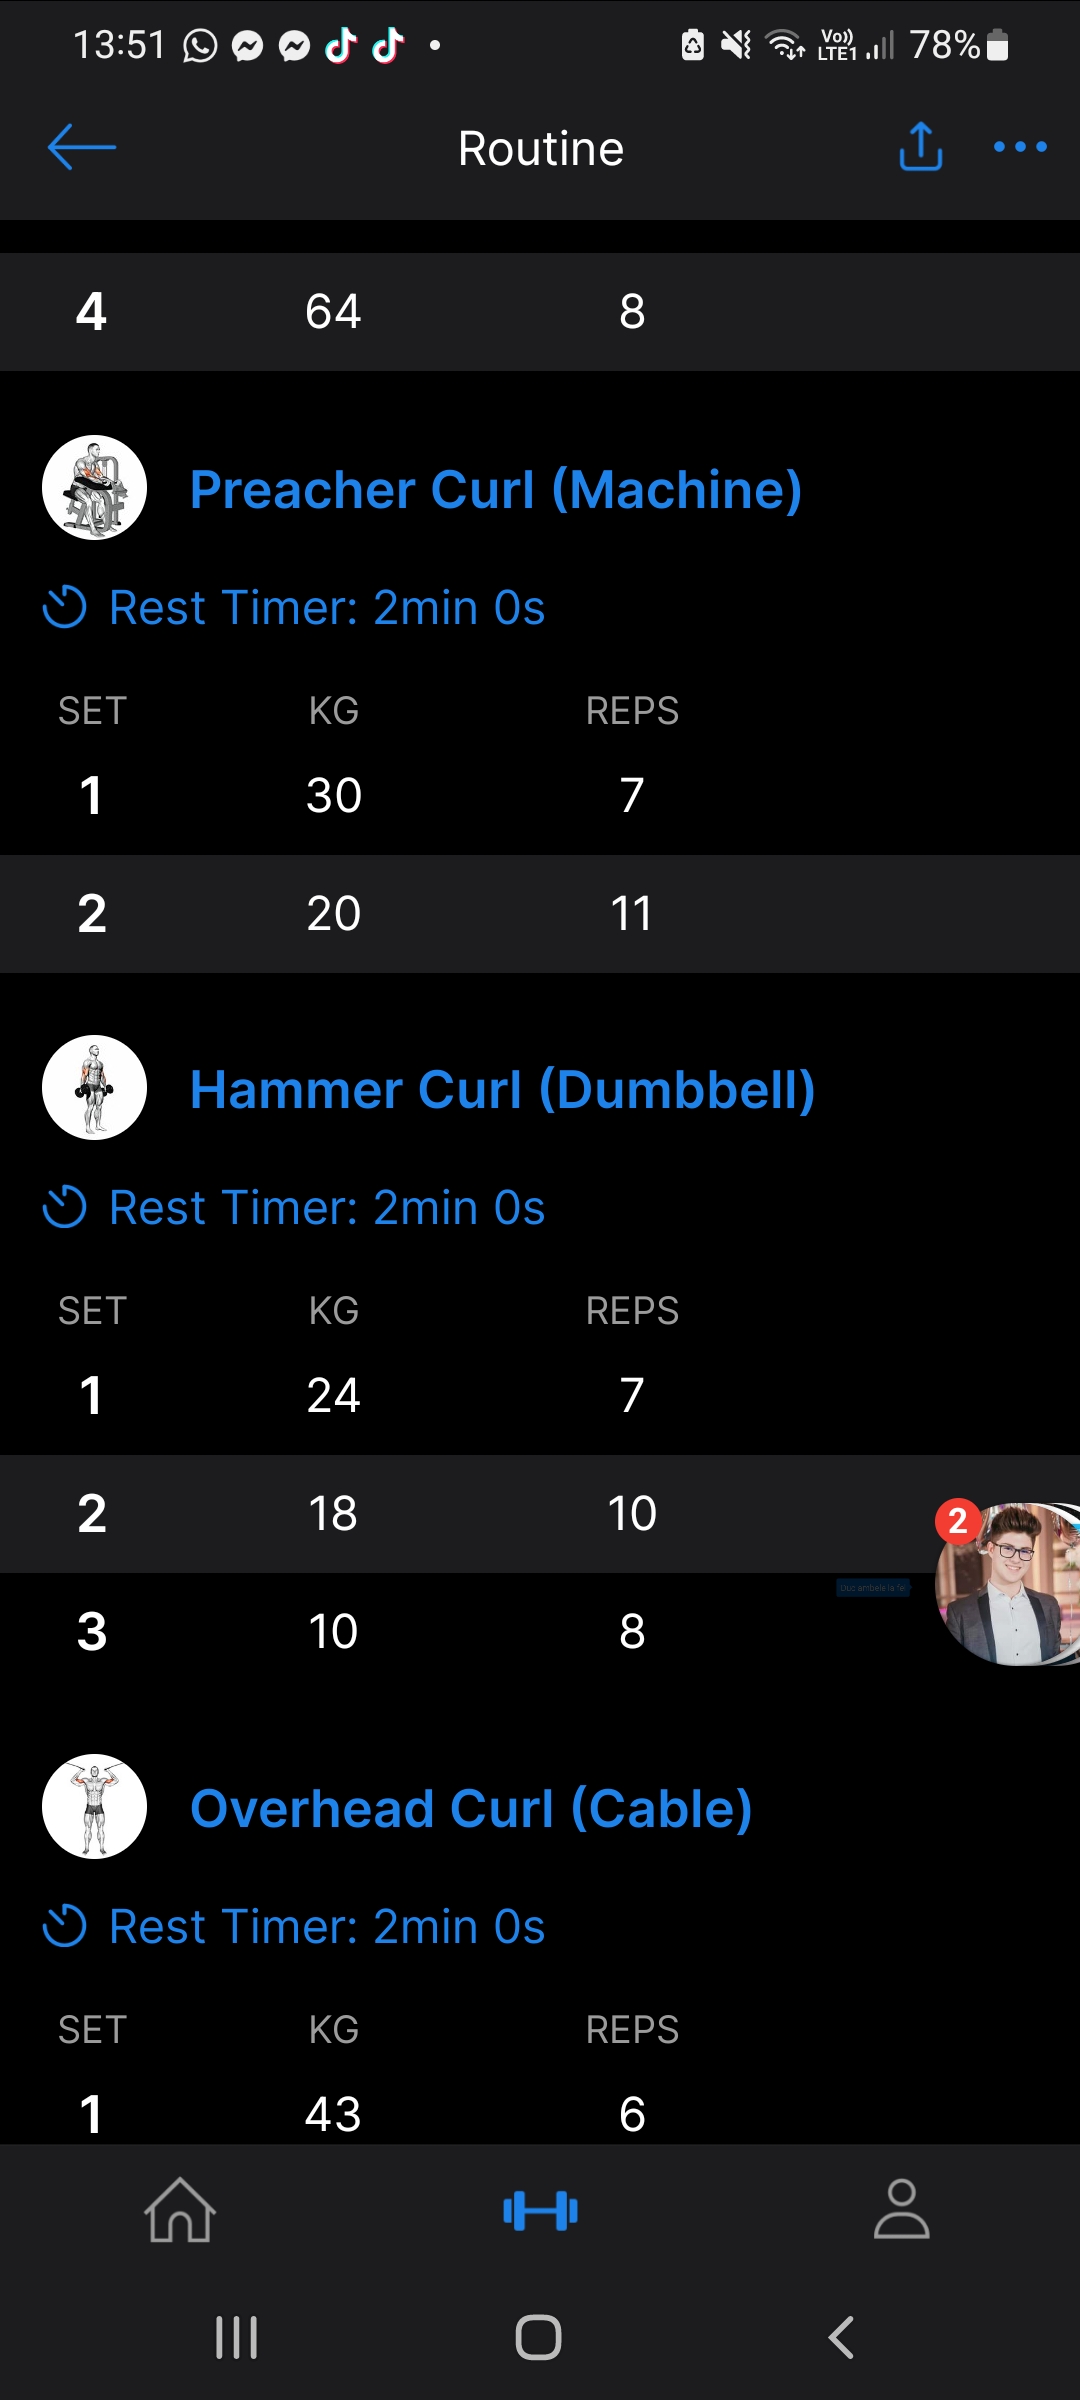 13:51 Vo)) LTE1 78%
Routine
4 64 8
Preacher Curl (Machine)
Rest Timer: 2min 0s
SET KG REPS
1 30 7
2 20 11
Hammer Curl (Dumbbell)
Rest Timer: 2min 0s
SET KG REPS
1 24 7
2 18 10
2
3 10 8
Overhead Curl (Cable)
Rest Timer: 2min 0s
SET KG REPS
1 43 6